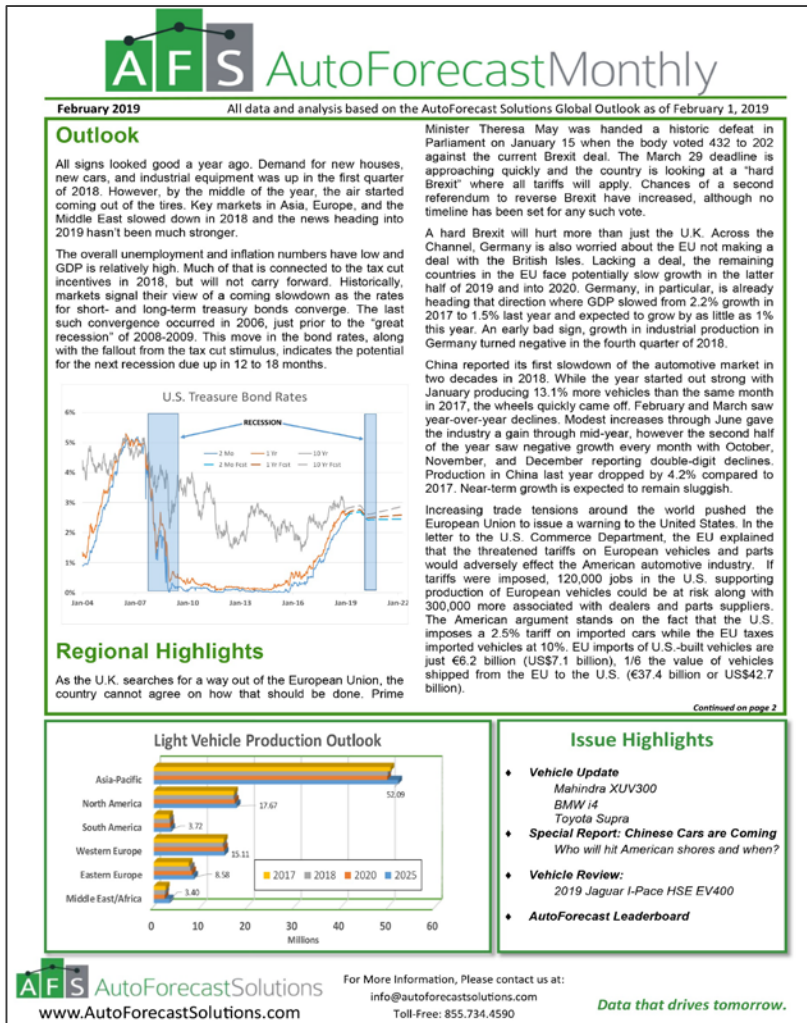 AFS AutoForecastMonthly
February 2019
All data and analysis based on the AutoForecast Solutions Global Outlook as of February 1, 2019
Outlook
All signs looked good a year ago. Demand for new houses,
new cars, and industrial equipment was up in the first quarter
of 2018. However, by the middle of the year, the air started
coming out of the tires. Key markets in Asia, Europe, and the
Middle East slowed down in 2018 and the news heading into
2019 hasn't been much stronger.
The overall unemployment and inflation numbers have low and
GDP is relatively high. Much of that is connected to the tax cut
incentives in 2018, but will not carry forward. Historically,
markets signal their view of a coming slowdown as the rates
for short- and long-term treasury bonds converge. The last
such convergence occurred in 2006, just prior to the “great
recession” of 2008-2009. This move in the bond rates, along
with the fallout from the tax cut stimulus, indicates the potential
for the next recession due up in 12 to 18 months.
U.S. Treasure Bond Rates
6%
5%
4%
3%
2%
1%
0%
RECESSION
2 Mo
1 Yr
10 Yr
2 Mo Fcst
1 Yr Fcst
10 Yr Fcst
Jan-04
Jan-07
Jan-10
Jan-13
Jan-16
Jan-19
Jan-22
Regional Highlights
As the U.K. searches for a way out of the European Union, the
country cannot agree on how that should be done. Prime
Minister Theresa May was handed a historic defeat in
Parliament on January 15 when the body voted 432 to 202
against the current Brexit deal. The March 29 deadline is
approaching quickly and the country is looking at a “hard
Brexit” where all tariffs will apply. Chances of a second
referendum to reverse Brexit have increased, although no
timeline has been set for any such vote.
A hard Brexit will hurt more than just the U.K. Across the
Channel, Germany is also worried about the EU not making a
deal with the British Isles. Lacking a deal, the remaining
countries in the EU face potentially slow growth in the latter
half of 2019 and into 2020. Germany, in particular, is already
heading that direction where GDP slowed from 2.2% growth in
2017 to 1.5% last year and expected to grow by as little as 1%
this year. An early bad sign, growth in industrial production in
Germany turned negative in the fourth quarter of 2018.
China reported its first slowdown of the automotive market in
two decades in 2018. While the year started out strong with
January producing 13.1% more vehicles than the same month
in 2017, the wheels quickly came off. February and March saw
year-over-year declines. Modest increases through June gave
the industry a gain through mid-year, however the second half
of the year saw negative growth every month with October,
November, and December reporting double-digit declines.
Production in China last year dropped by 4.2% compared to
2017. Near-term growth is expected to remain sluggish.
Increasing trade tensions around the world pushed the
European Union to issue a warning to the United States. In the
letter to the U.S. Commerce Department, the EU explained
that the threatened tariffs on European vehicles and parts
would adversely effect the American automotive industry. If
tariffs were imposed, 120,000 jobs in the U.S. supporting
production of European vehicles could be at risk along with
300,000 more associated with dealers and parts suppliers.
The American argument stands on the fact that the U.S.
imposes a 2.5% tariff on imported cars while the EU taxes
imported vehicles at 10%. EU imports of U.S.-built vehicles are
just €6.2 billion (US$7.1 billion), 1/6 the value of vehicles
shipped from the EU to the U.S. (€37.4 billion or US$42.7
billion).
Continued on page 2
Light Vehicle Production Outlook
Asia-Pacific
52.09
North America
17.67
South America
3.72
Western Europe
15.11
Eastern Europe
8.58
Middle East/Africa
3.40
2017
2018
2020
2025
0 10 20 30 40 50 60
Millions
Issue Highlights
♦ Vehicle Update
Mahindra XUV300
BMW i4
Toyota Supra
♦ Special Report: Chinese Cars are Coming
Who will hit American shores and when?
♦ Vehicle Review:
2019 Jaguar I-Pace HSE EV400
♦ AutoForecast Leaderboard
AFS AutoForecastSolutions
www.AutoForecastSolutions.com
For More Information, Please contact us at:
info@autoforecastsolutions.com
Toll-Free: 855.734.4590
Data that drives tomorrow.